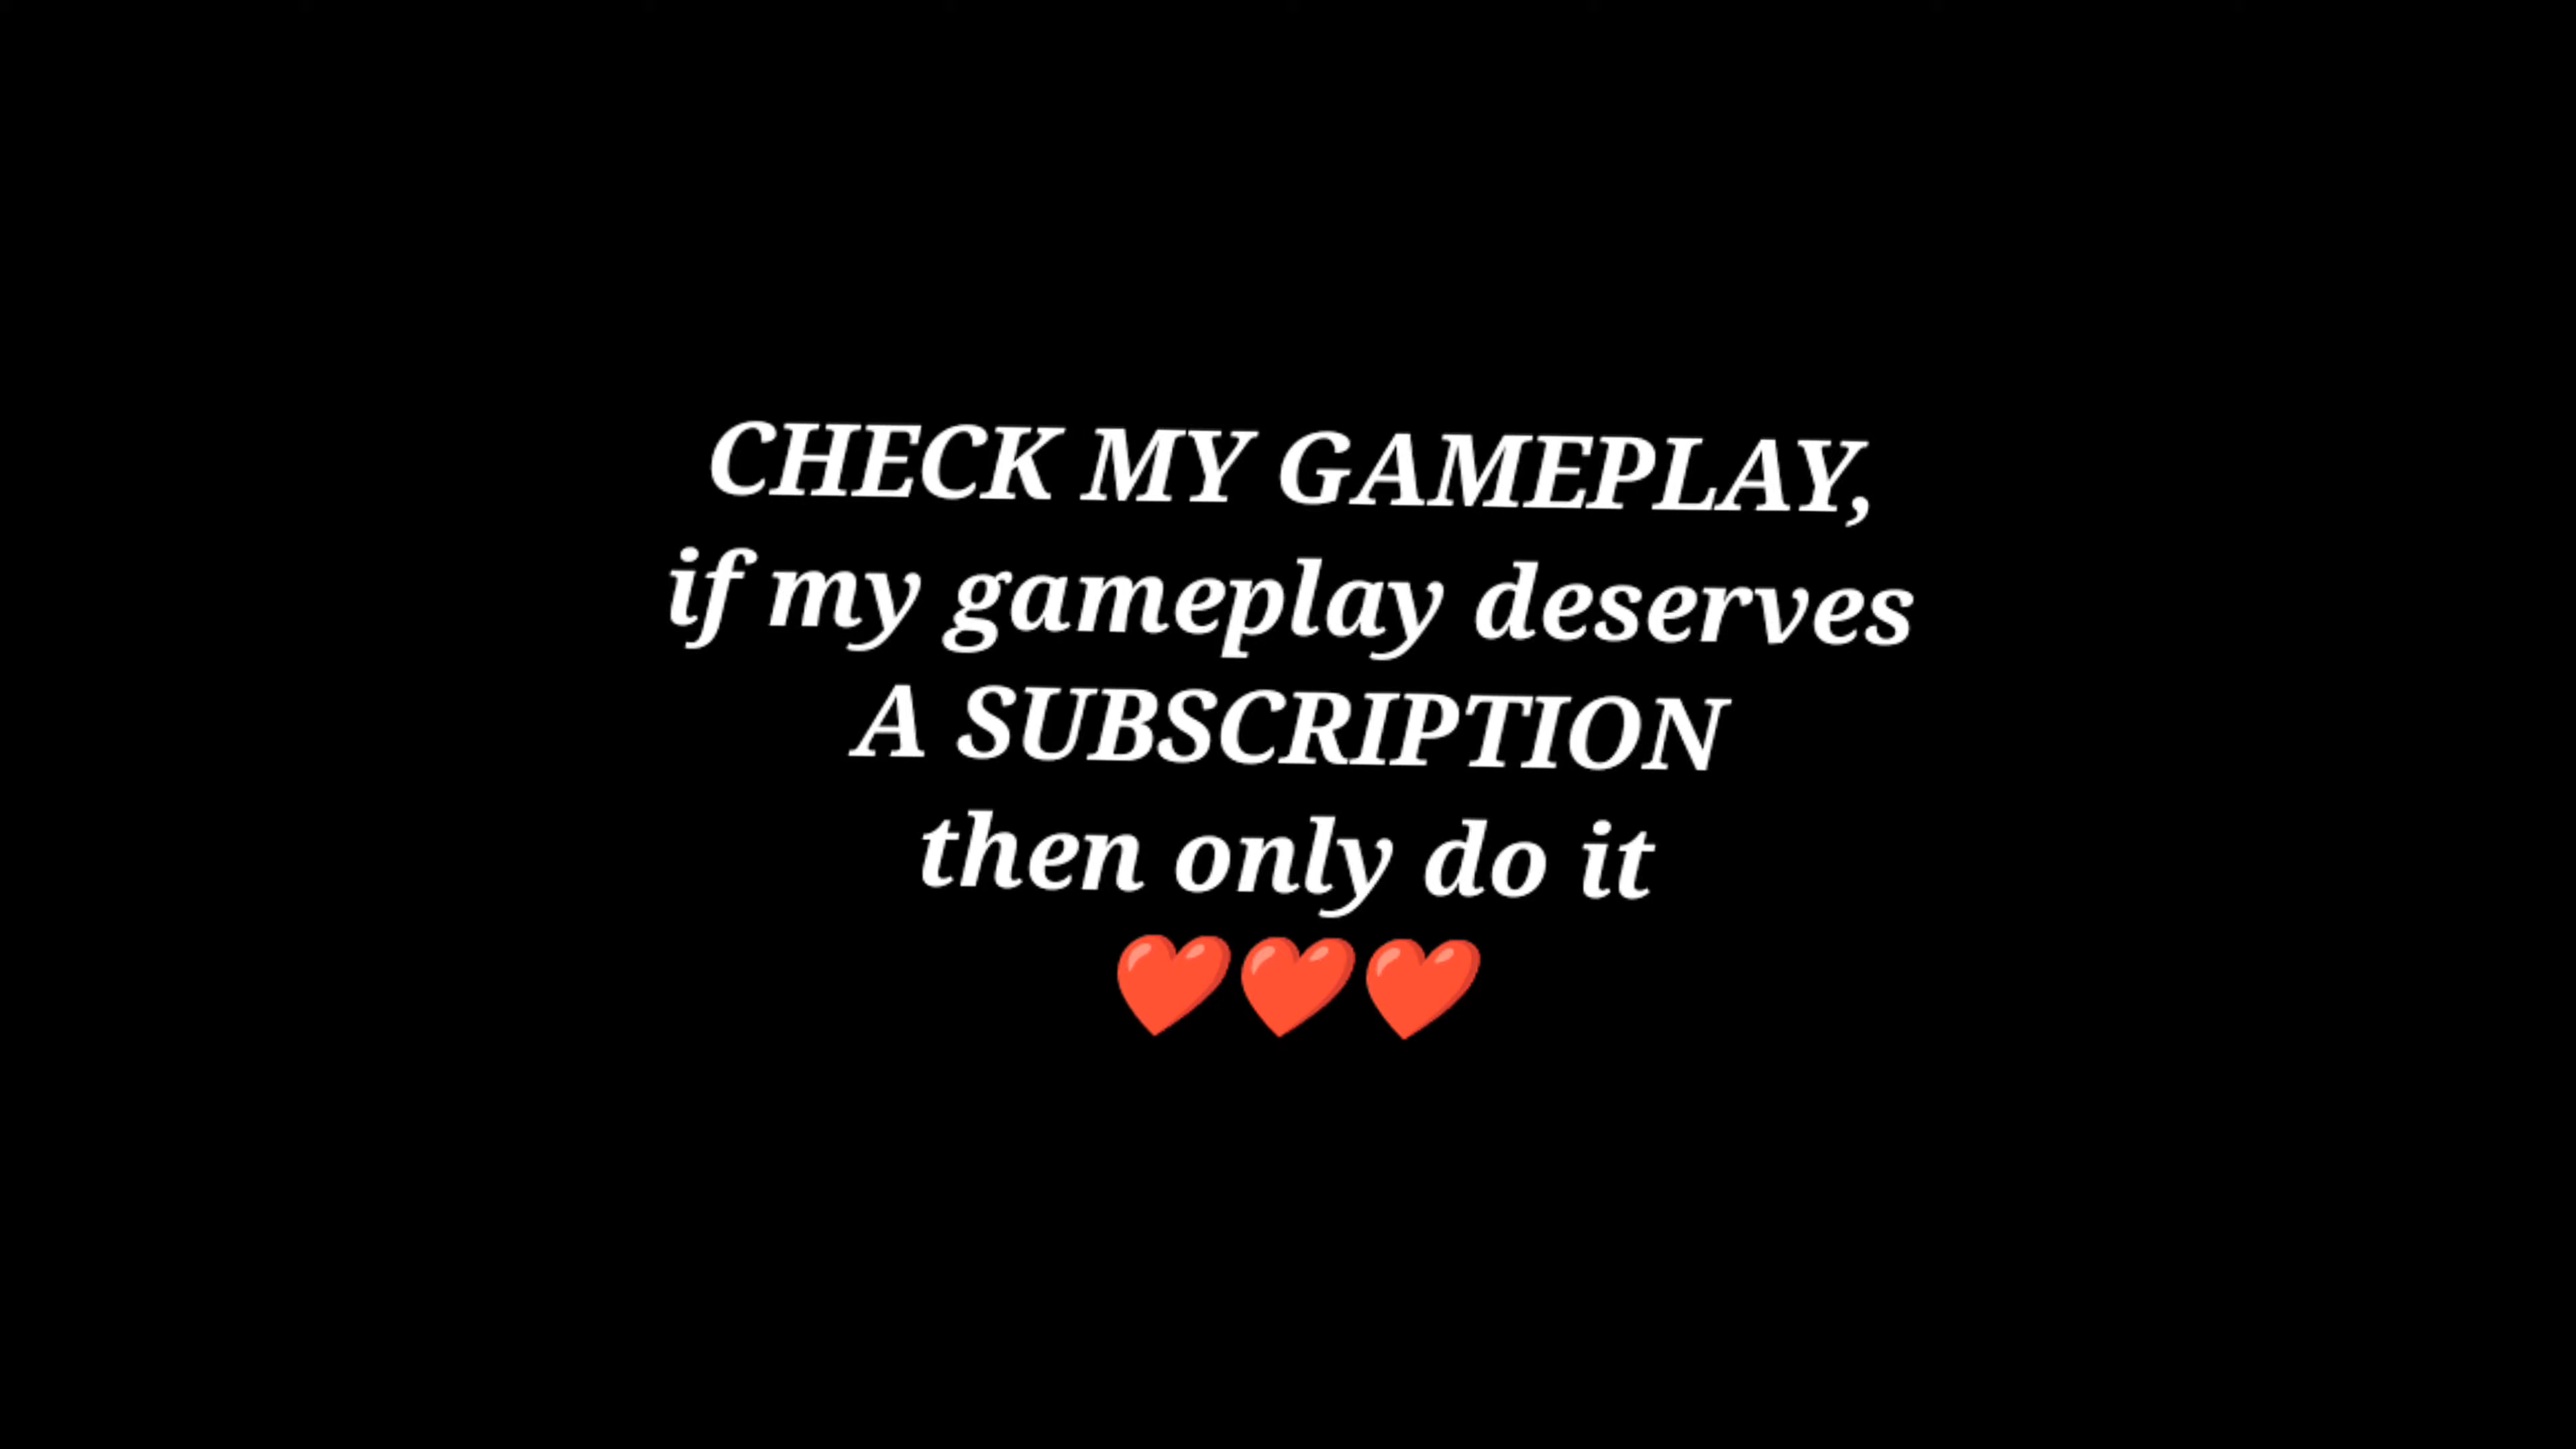 CHECK MY GAMEPLAY,
if my gameplay deserves
A SUBSCRIPTION
then only do it
❤️❤️❤️